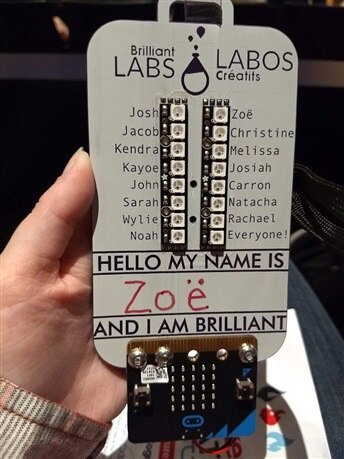 Brilliant
LABS
LABOS
Créatifs
Josh Zoë
Jacob Christine
Kendra Melissa
Kayoe Josiah
John Carron
Sarah Natacha
Wylie Rachael
Noah Everyone!
HELLO MY NAME IS
Zoë
AND I AM BRILLIANT